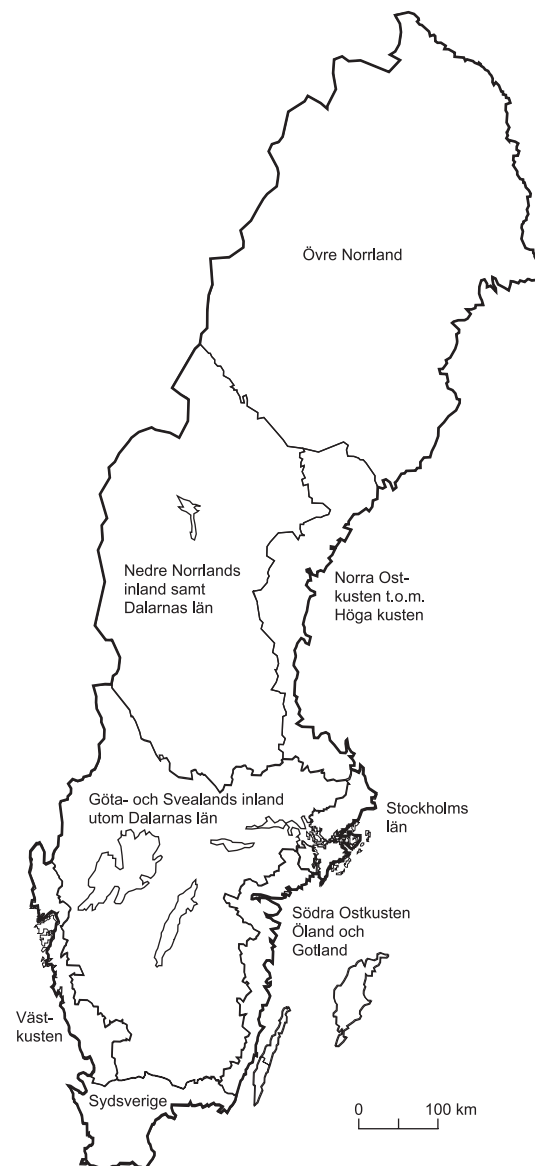 Övre Norrland
Nedre Norrlands
inland samt
Dalarnas län
Norra Ost-
kusten t.o.m.
Höga kusten
Göta- och Svealands inland
utom Dalarnas län
Stockholms
län
Södra Ostkusten
Öland och
Gotland
Väst-
kusten
Sydsverige
0 100 km